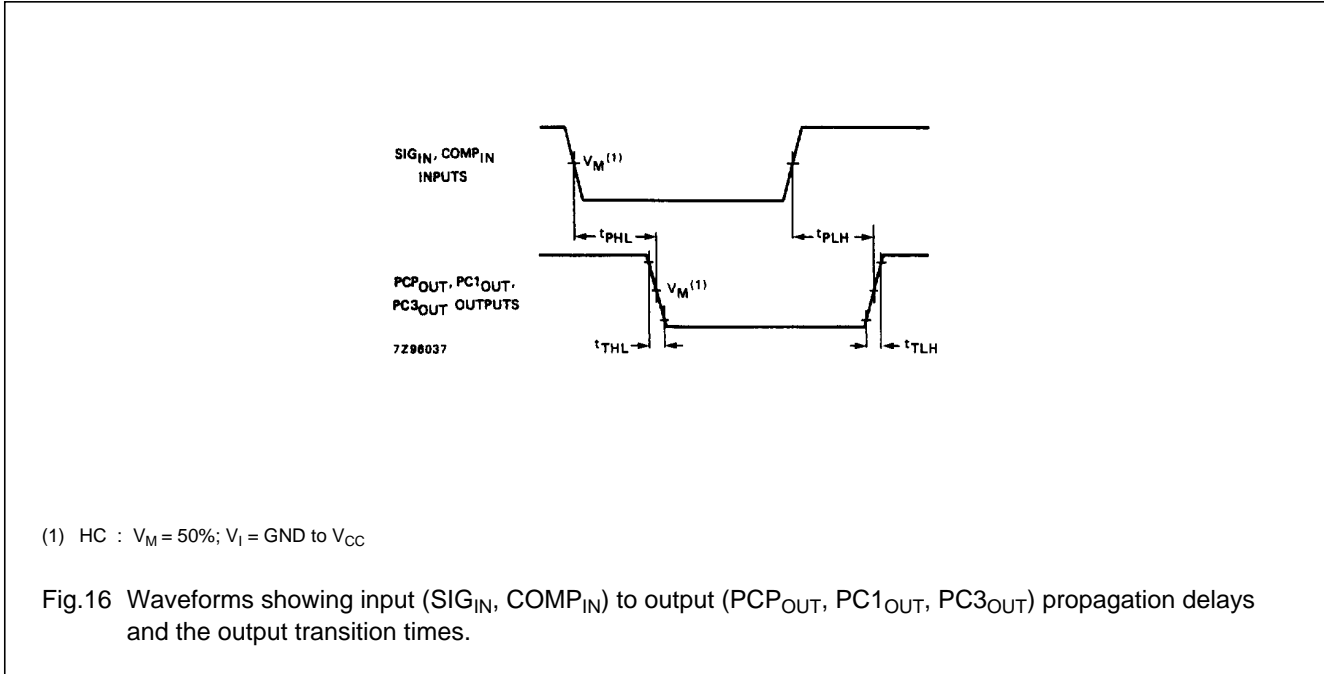 SIG_IN, COMP_IN
INPUTS
V_M^(1)
t_PHL
t_PLH
PCP_OUT, PC1_OUT,
PC3_OUT OUTPUTS
V_M^(1)
7Z96037
t_THL
t_TLH
(1) HC : V_M = 50%; V_I = GND to V_CC
Fig.16 Waveforms showing input (SIG_IN, COMP_IN) to output (PCP_OUT, PC1_OUT, PC3_OUT) propagation delays
and the output transition times.